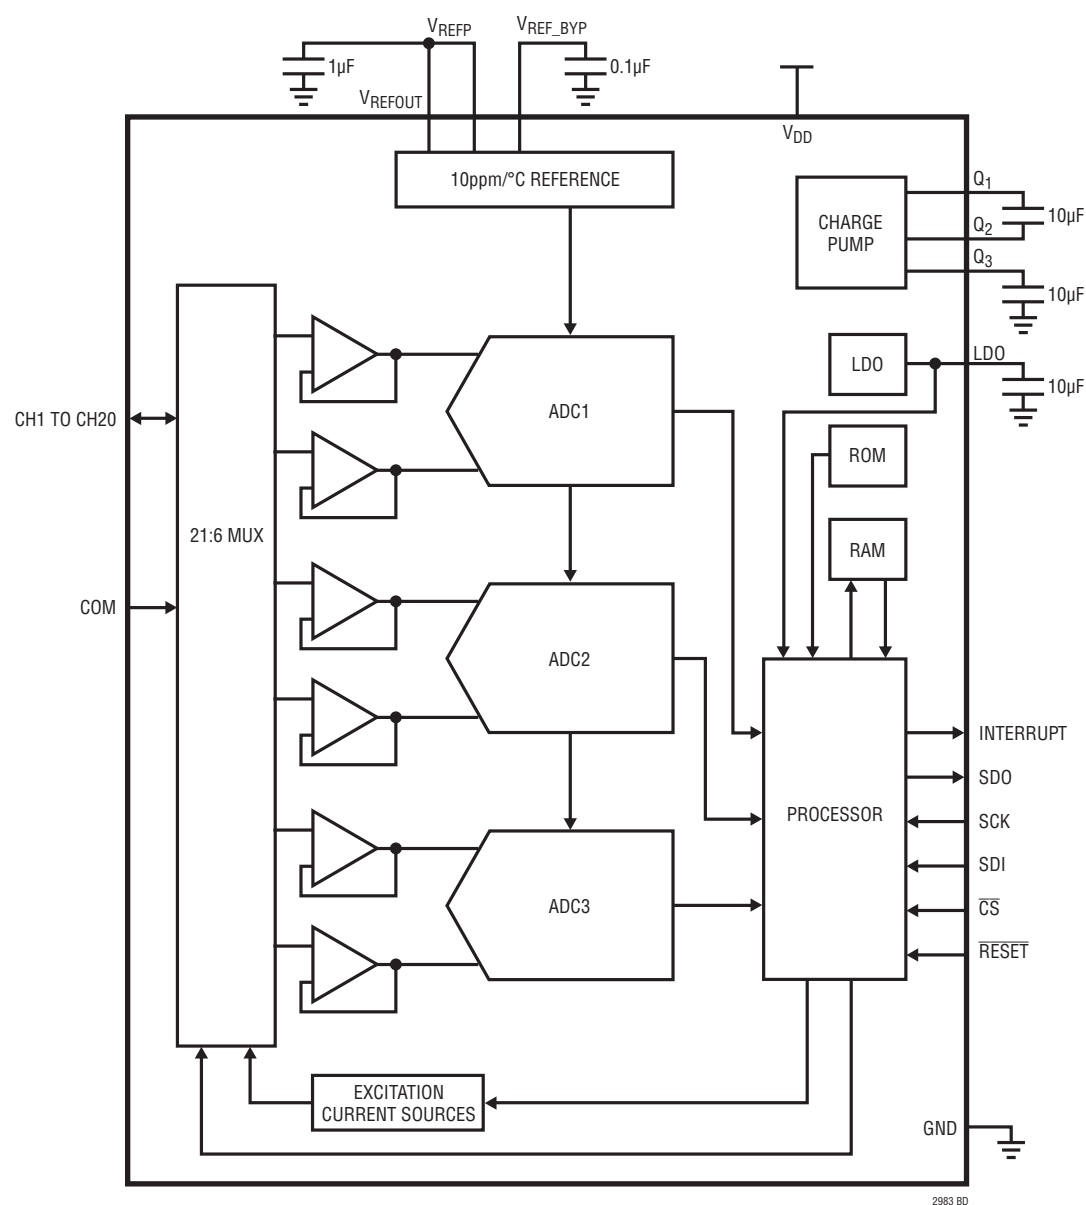 VREFP
VREF_BYP
1µF
0.1µF
VREFOUT
VDD
10ppm/°C REFERENCE
Q1
CHARGE
PUMP
10µF
Q2
Q3
10µF
LDO
LDO
10µF
ADC1
CH1 TO CH20
ROM
21:6 MUX
RAM
COM
ADC2
INTERRUPT
SDO
PROCESSOR
SCK
SDI
ADC3
CS
RESET
EXCITATION
CURRENT SOURCES
GND
2983 BD